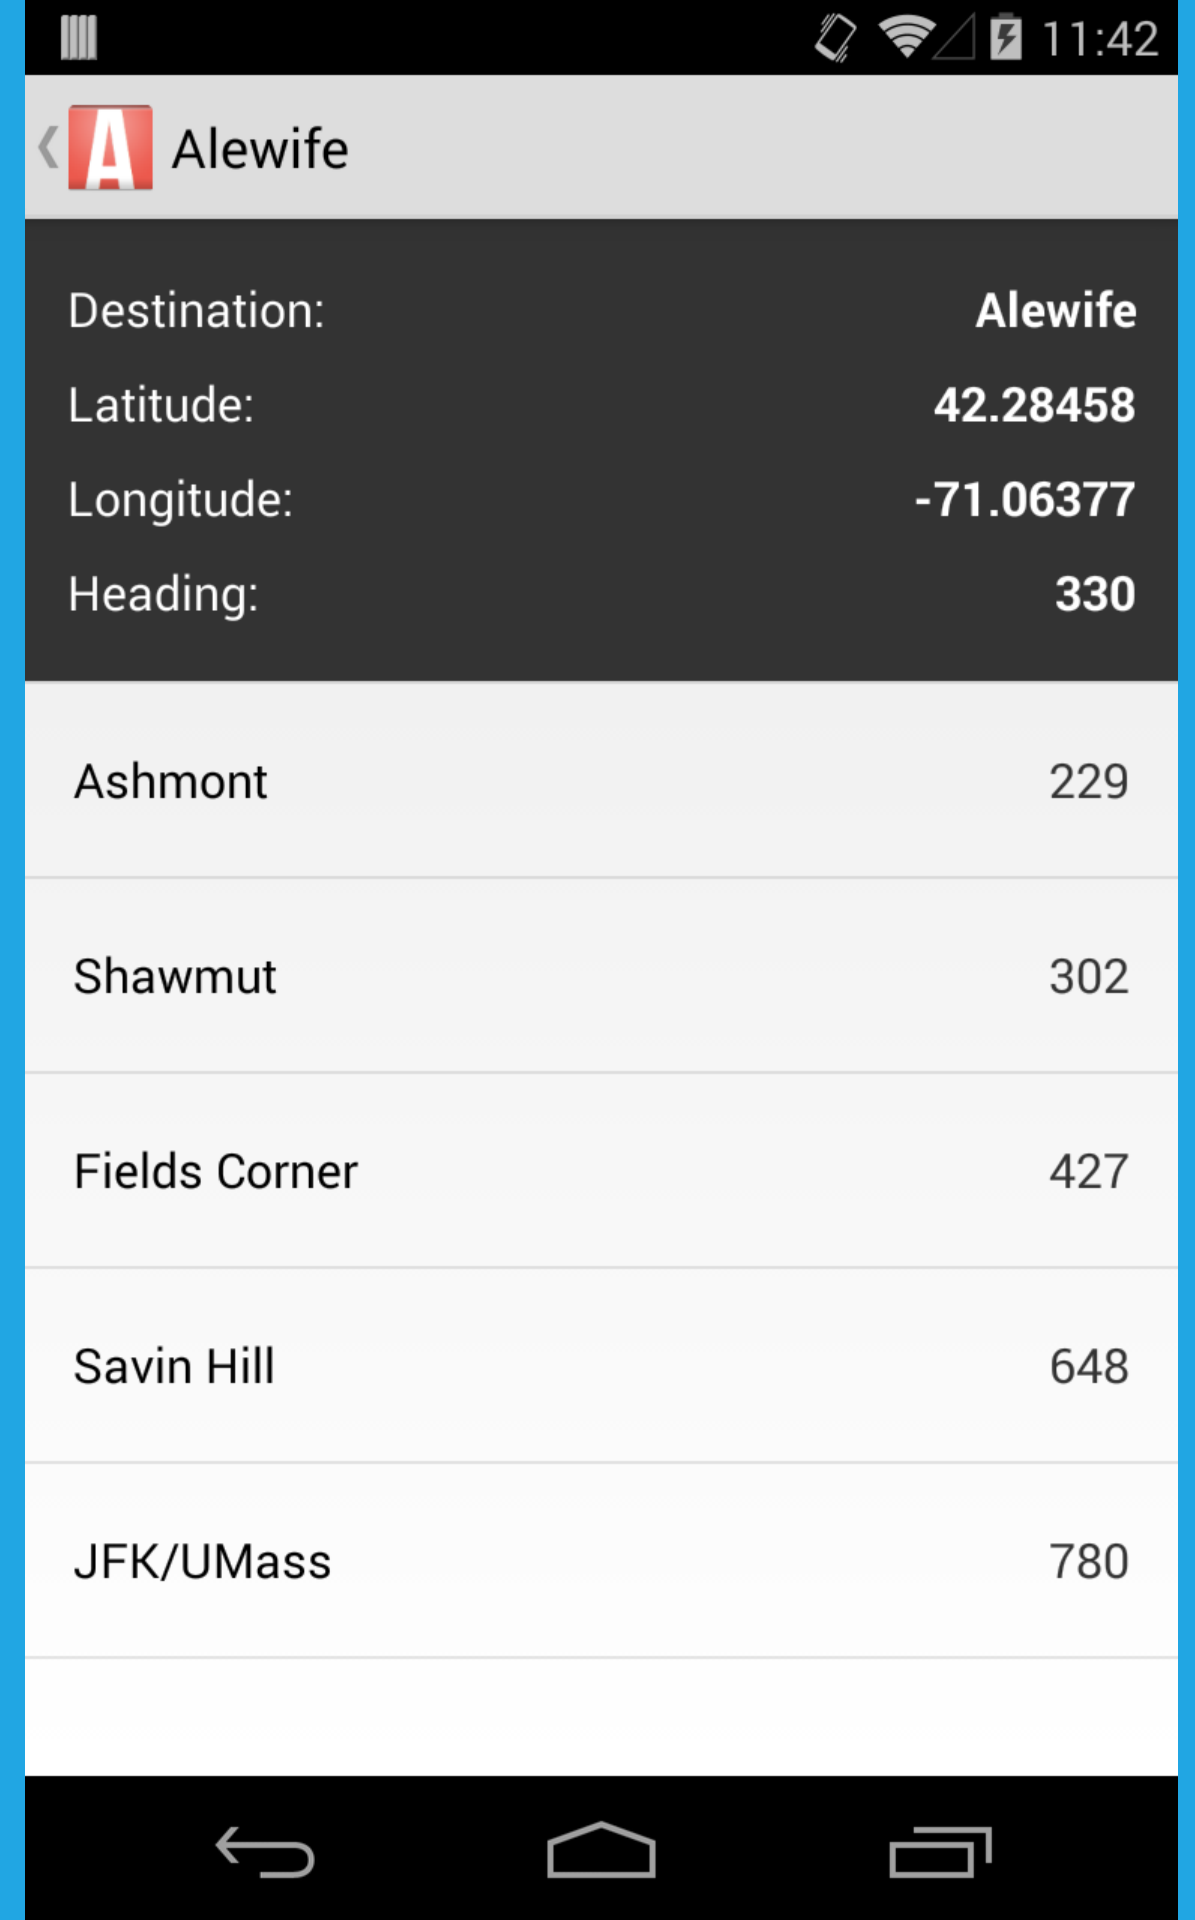 11:42
A Alewife
Destination: Alewife
Latitude: 42.28458
Longitude: -71.06377
Heading: 330
Ashmont 229
Shawmut 302
Fields Corner 427
Savin Hill 648
JFK/UMass 780